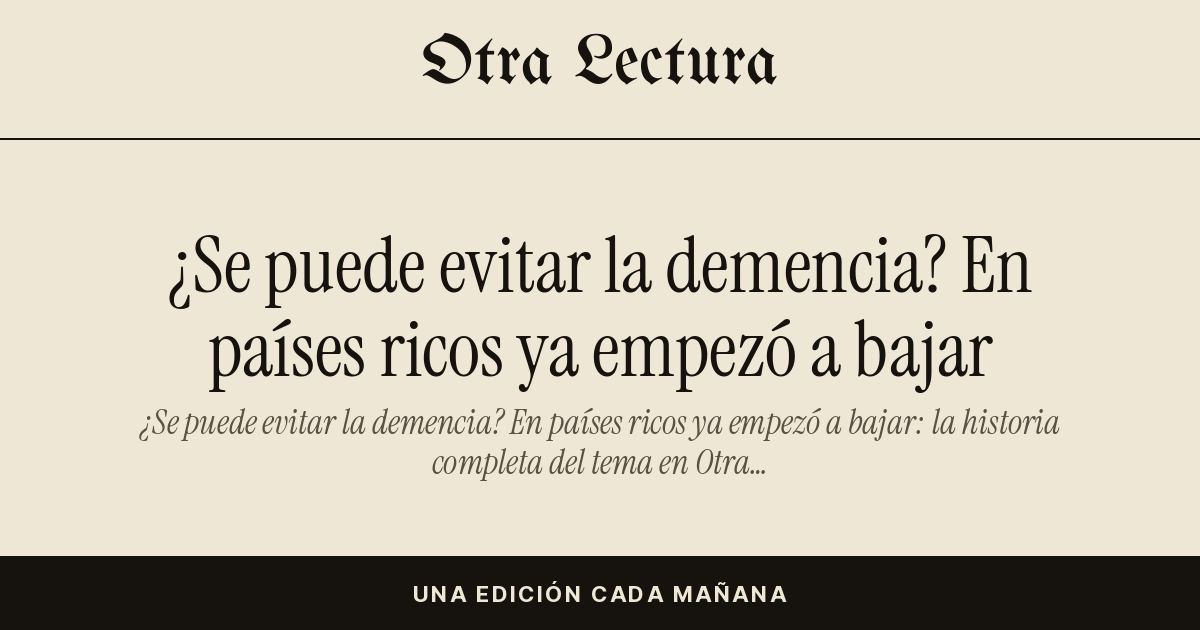 Otra Lectura
¿Se puede evitar la demencia? En
países ricos ya empezó a bajar
¿Se puede evitar la demencia? En países ricos ya empezó a bajar: la historia
completa del tema en Otra...
UNA EDICIÓN CADA MAÑANA